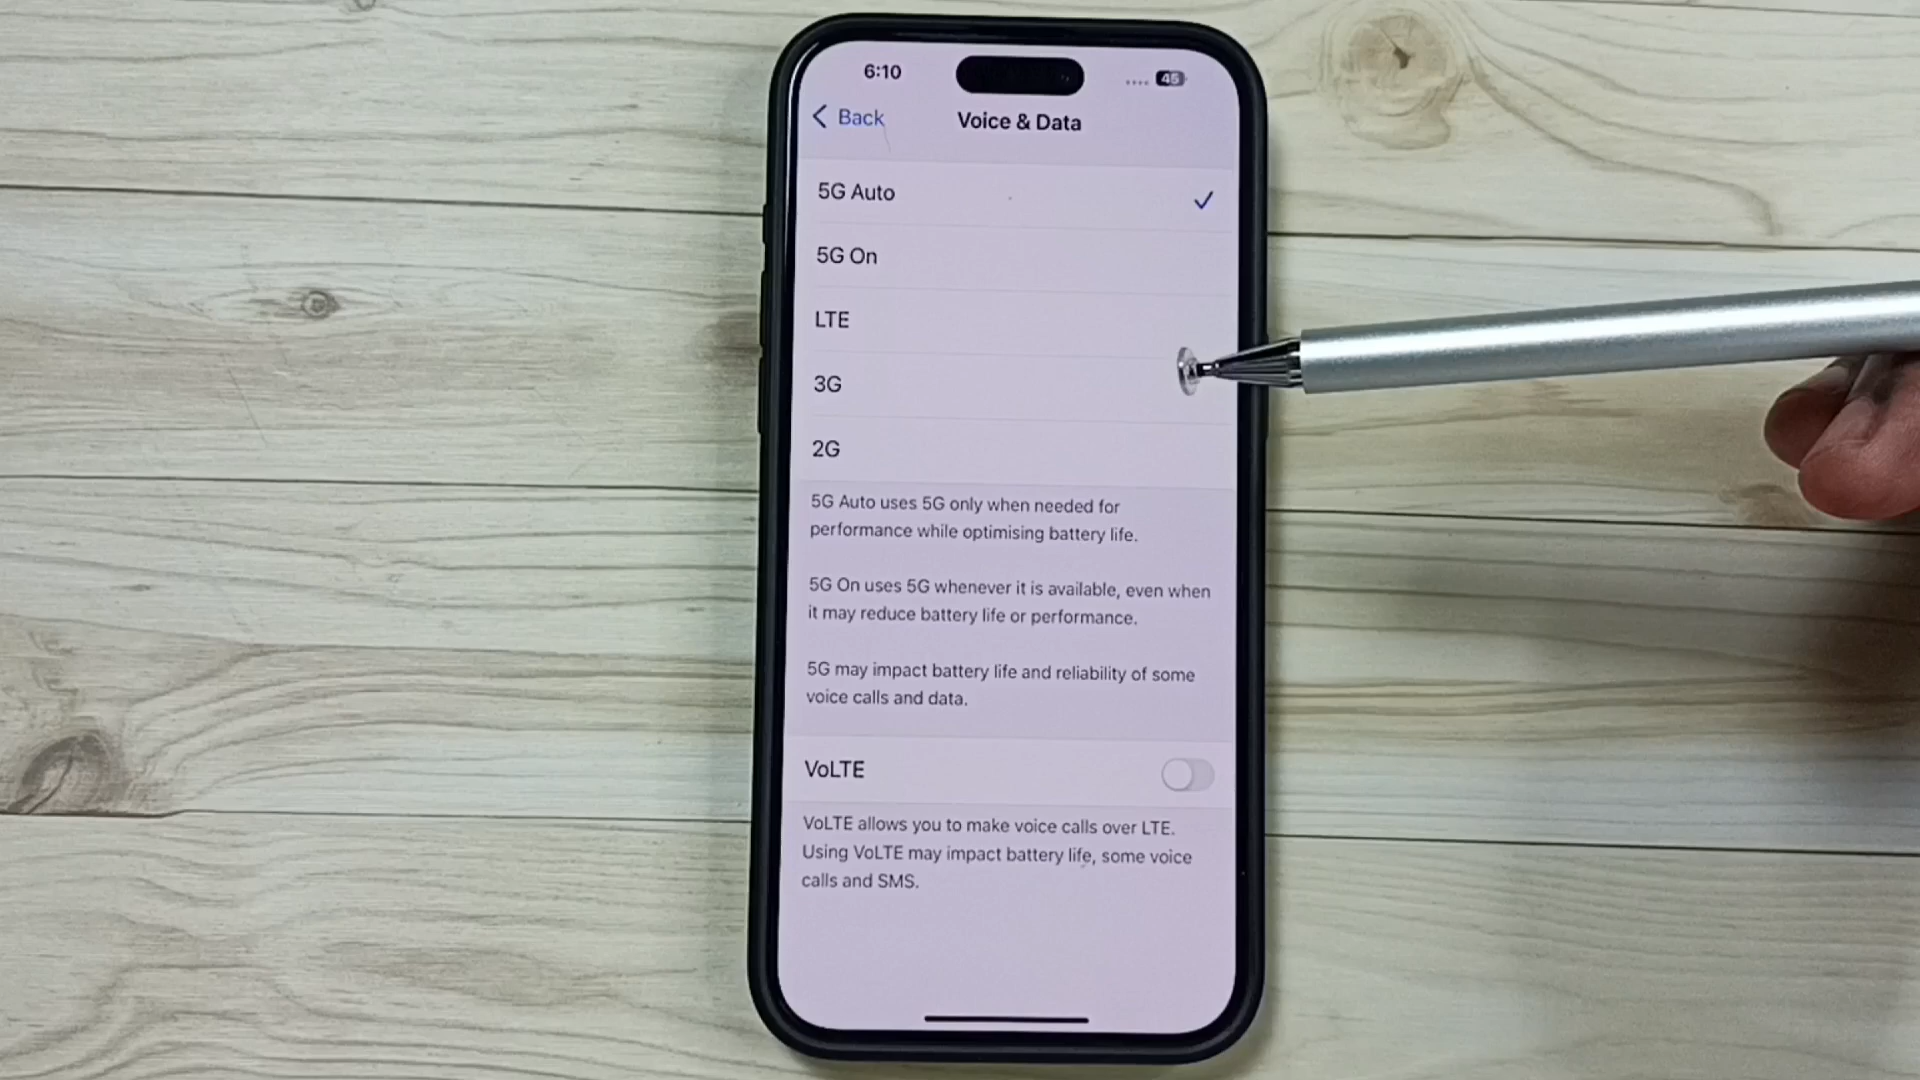 6:10
45
Back
Voice & Data
5G Auto
5G On
LTE
3G
2G
5G Auto uses 5G only when needed for
performance while optimising battery life.
5G On uses 5G whenever it is available, even when
it may reduce battery life or performance.
5G may impact battery life and reliability of some
voice calls and data.
VoLTE
VoLTE allows you to make voice calls over LTE.
Using VoLTE may impact battery life, some voice
calls and SMS.